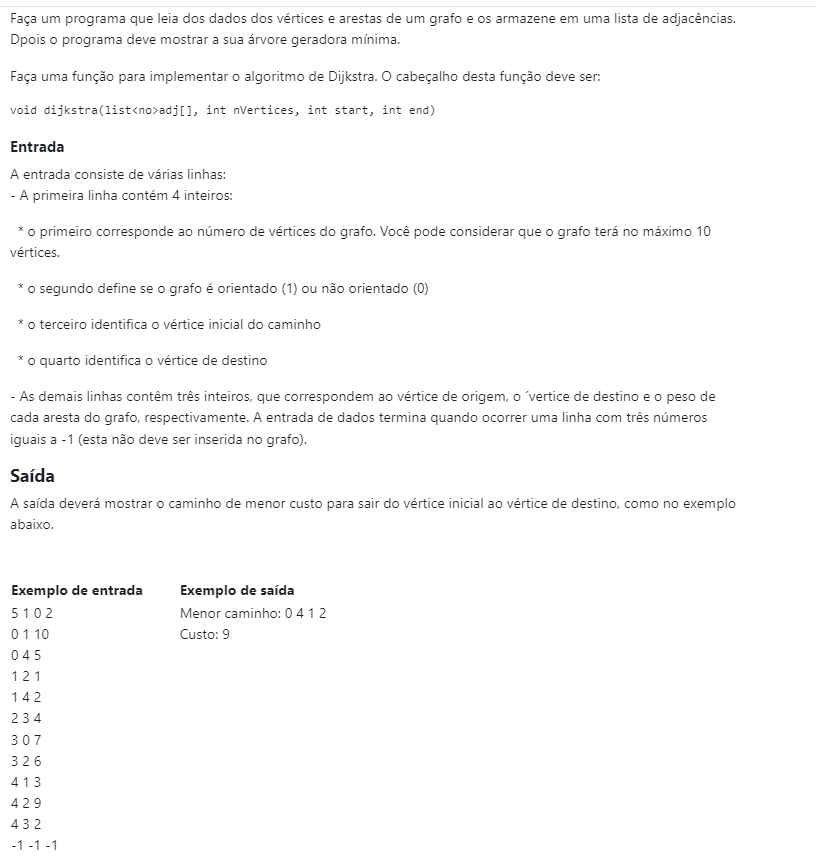 Faça um programa que leia dos dados dos vértices e arestas de um grafo e os armazene em uma lista de adjacências.
Dpois o programa deve mostrar a sua árvore geradora mínima.
Faça uma função para implementar o algoritmo de Dijkstra. O cabeçalho desta função deve ser:
void dijkstra(list<no>adj[], int nVertices, int start, int end)
Entrada
A entrada consiste de várias linhas:
- A primeira linha contém 4 inteiros:
* o primeiro corresponde ao número de vértices do grafo. Você pode considerar que o grafo terá no máximo 10
vértices.
* o segundo define se o grafo é orientado (1) ou não orientado (0)
* o terceiro identifica o vértice inicial do caminho
* o quarto identifica o vértice de destino
- As demais linhas contêm três inteiros, que correspondem ao vértice de origem, o ´vertice de destino e o peso de
cada aresta do grafo, respectivamente. A entrada de dados termina quando ocorrer uma linha com três números
iguais a -1 (esta não deve ser inserida no grafo).
Saída
A saída deverá mostrar o caminho de menor custo para sair do vértice inicial ao vértice de destino, como no exemplo
abaixo.
Exemplo de entrada
5 1 0 2
0 1 10
0 4 5
1 2 1
1 4 2
2 3 4
3 0 7
3 2 6
4 1 3
4 2 9
4 3 2
-1 -1 -1
Exemplo de saída
Menor caminho: 0 4 1 2
Custo: 9